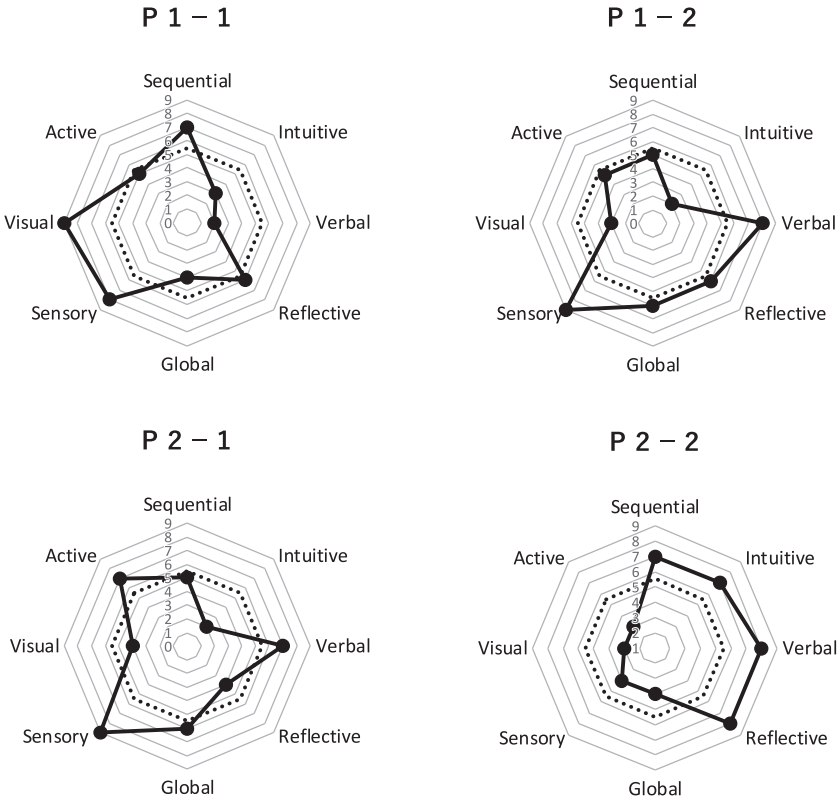 P 1 − 1
Sequential
9
8
7
6
5
4
3
2
1
0
Active
Intuitive
Visual
Verbal
Sensory
Reflective
Global
P 1 − 2
Sequential
9
8
7
6
5
4
3
2
1
0
Active
Intuitive
Visual
Verbal
Sensory
Reflective
Global
P 2 − 1
Sequential
9
8
7
6
5
4
3
2
1
0
Active
Intuitive
Visual
Verbal
Sensory
Reflective
Global
P 2 − 2
Sequential
9
8
7
6
5
4
3
2
1
Active
Intuitive
Visual
Verbal
Sensory
Reflective
Global